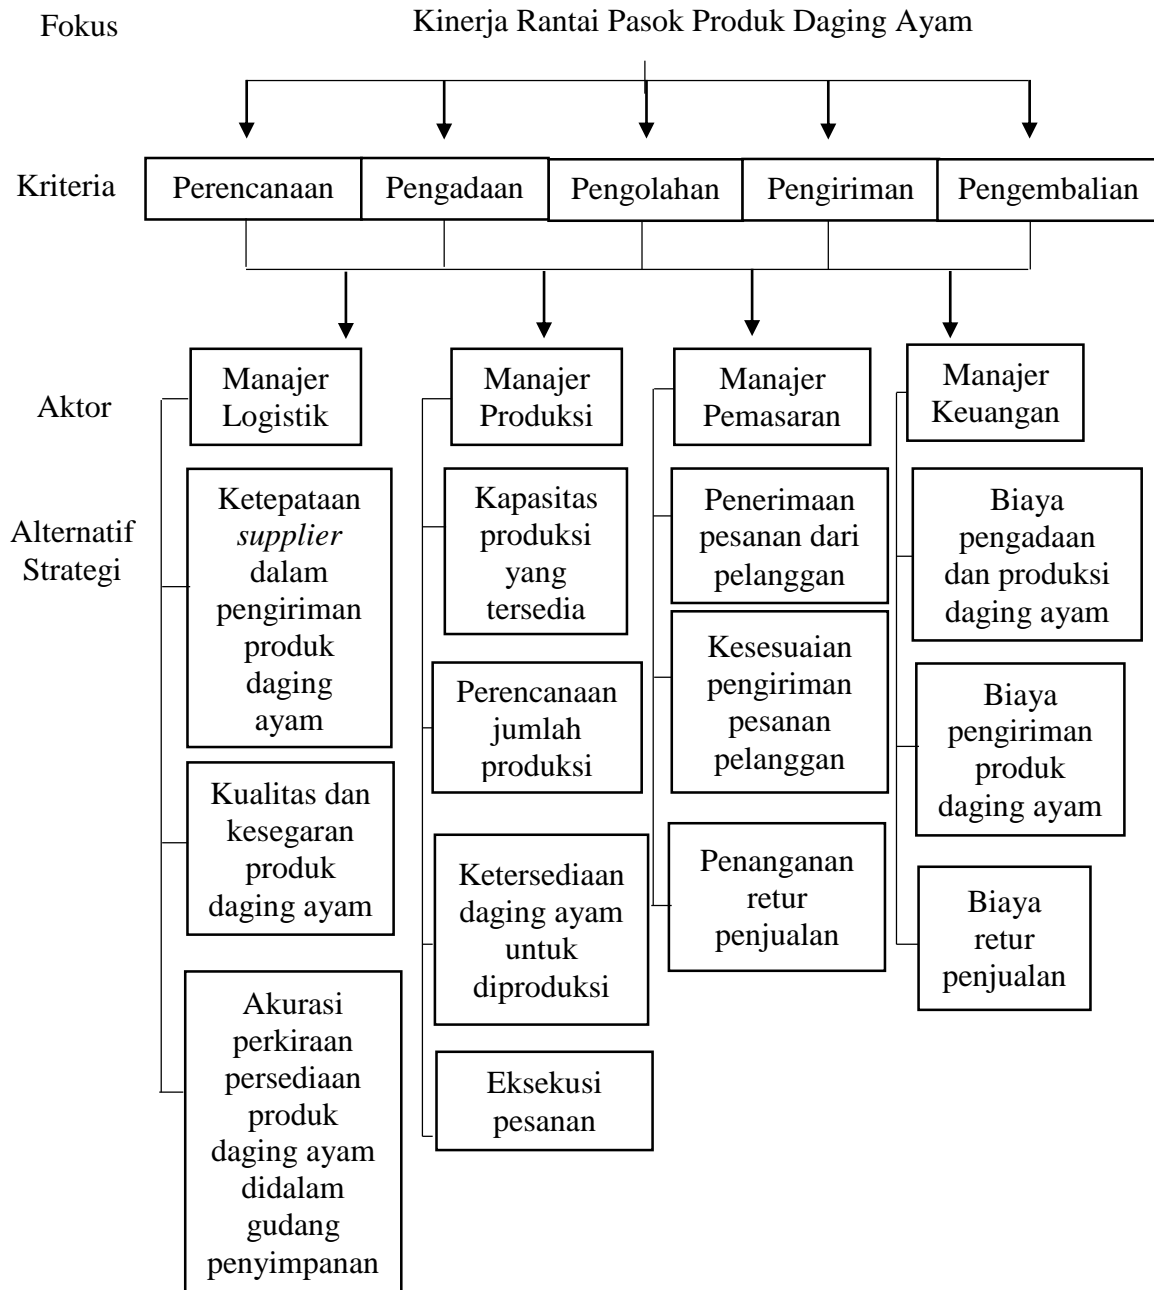 Fokus
Kinerja Rantai Pasok Produk Daging Ayam
Kriteria
Perencanaan
Pengadaan
Pengolahan
Pengiriman
Pengembalian
Aktor
Manajer
Logistik
Manajer
Produksi
Manajer
Pemasaran
Manajer
Keuangan
Alternatif
Strategi
Ketepataan
supplier
dalam
pengiriman
produk
daging
ayam
Kualitas dan
kesegaran
produk
daging ayam
Akurasi
perkiraan
persediaan
produk
daging ayam
didalam
gudang
penyimpanan
Kapasitas
produksi
yang
tersedia
Perencanaan
jumlah
produksi
Ketersediaan
daging ayam
untuk
diproduksi
Eksekusi
pesanan
Penerimaan
pesanan dari
pelanggan
Kesesuaian
pengiriman
pesanan
pelanggan
Penanganan
retur
penjualan
Biaya
pengadaan
dan produksi
daging ayam
Biaya
pengiriman
produk
daging ayam
Biaya
retur
penjualan